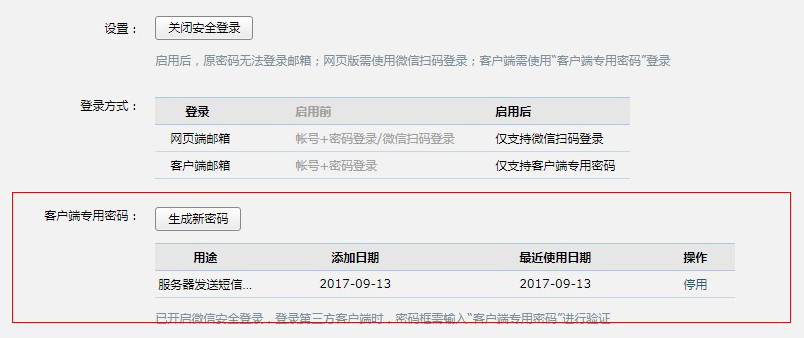 设置： 关闭安全登录
启用后，原密码无法登录邮箱；网页版需使用微信扫码登录；客户端需使用“客户端专用密码”登录
登录方式： 登录 启用前 启用后
网页端邮箱 帐号+密码登录/微信扫码登录 仅支持微信扫码登录
客户端邮箱 帐号+密码登录 仅支持客户端专用密码
客户端专用密码： 生成新密码
用途 添加日期 最近使用日期 操作
服务器发送短信... 2017-09-13 2017-09-13 停用
已开启微信安全登录，登录第三方客户端时，密码框需输入“客户端专用密码”进行验证